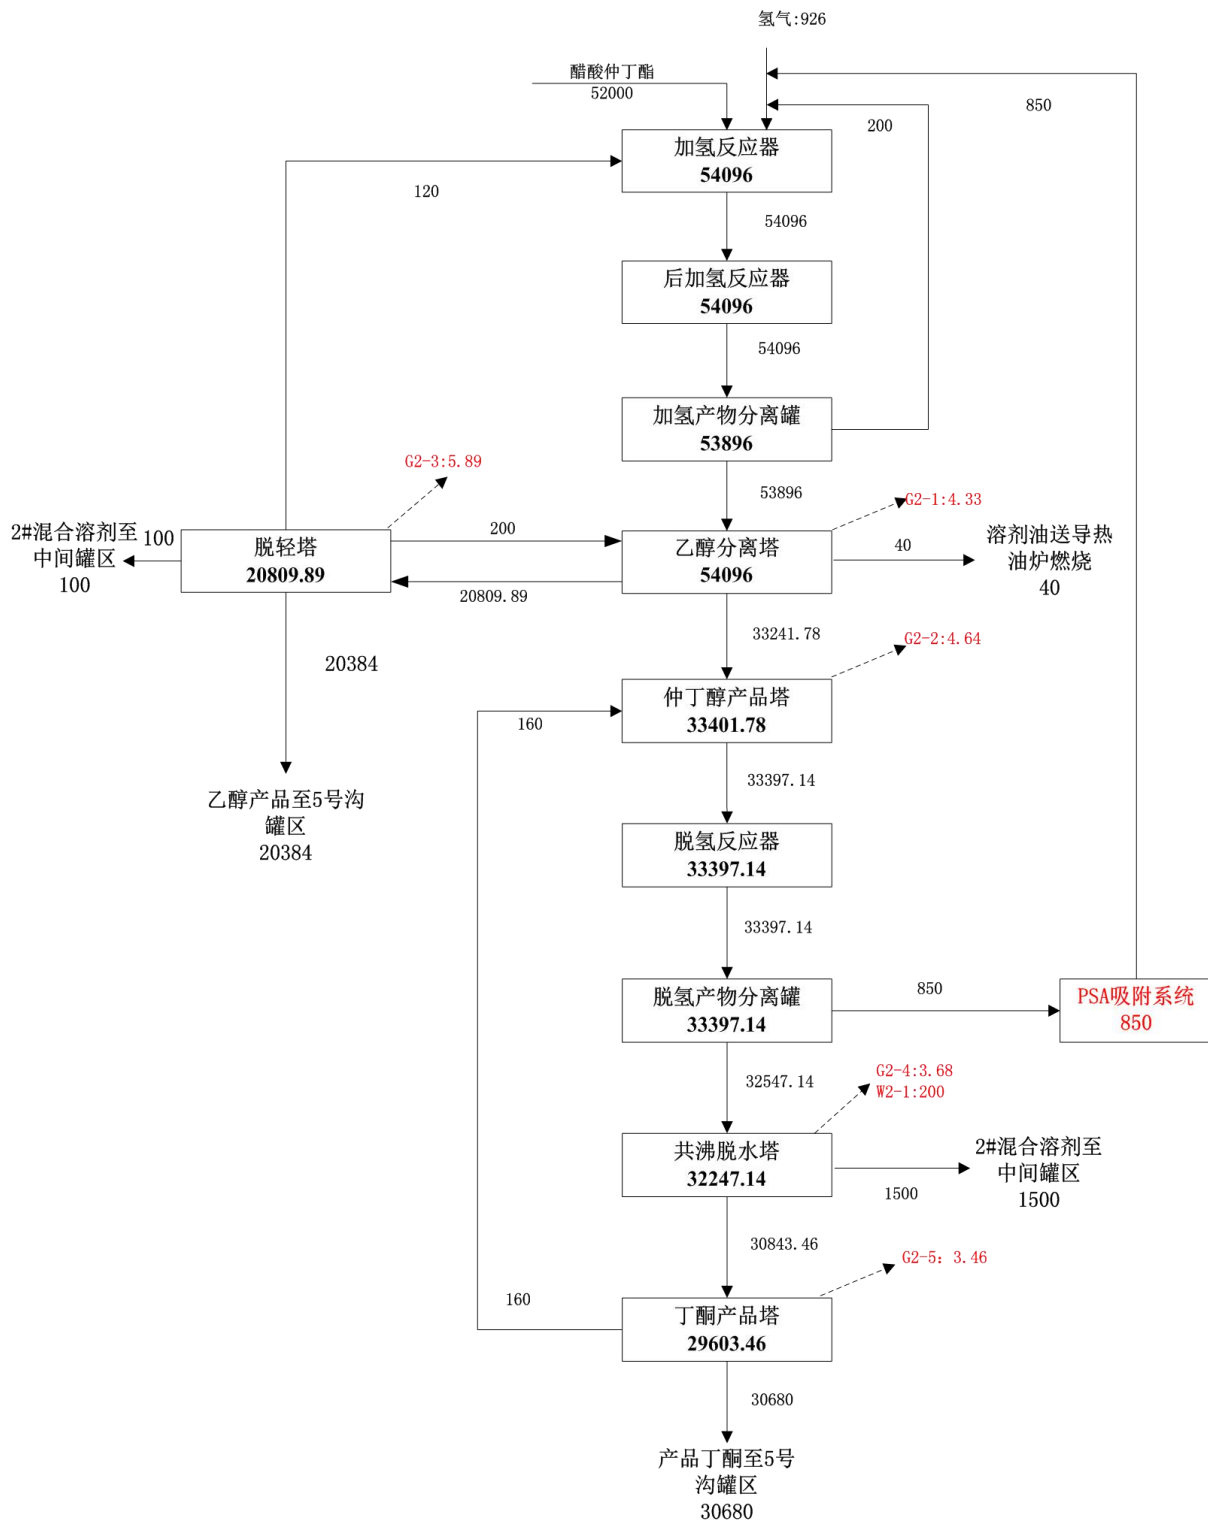 氢气:926
醋酸仲丁酯
52000
850
200
加氢反应器
54096
120
54096
后加氢反应器
54096
54096
加氢产物分离罐
53896
G2-3:5.89
53896
G2-1:4.33
2#混合溶剂至
中间罐区
100
100
脱轻塔
20809.89
200
20809.89
乙醇分离塔
54096
40
溶剂油送导热
油炉燃烧
40
33241.78
G2-2:4.64
20384
仲丁醇产品塔
33401.78
160
33397.14
乙醇产品至5号沟
罐区
20384
脱氢反应器
33397.14
33397.14
脱氢产物分离罐
33397.14
850
PSA吸附系统
850
32547.14
G2-4:3.68
W2-1:200
共沸脱水塔
32247.14
1500
2#混合溶剂至
中间罐区
1500
30843.46
G2-5: 3.46
160
丁酮产品塔
29603.46
30680
产品丁酮至5号
沟罐区
30680